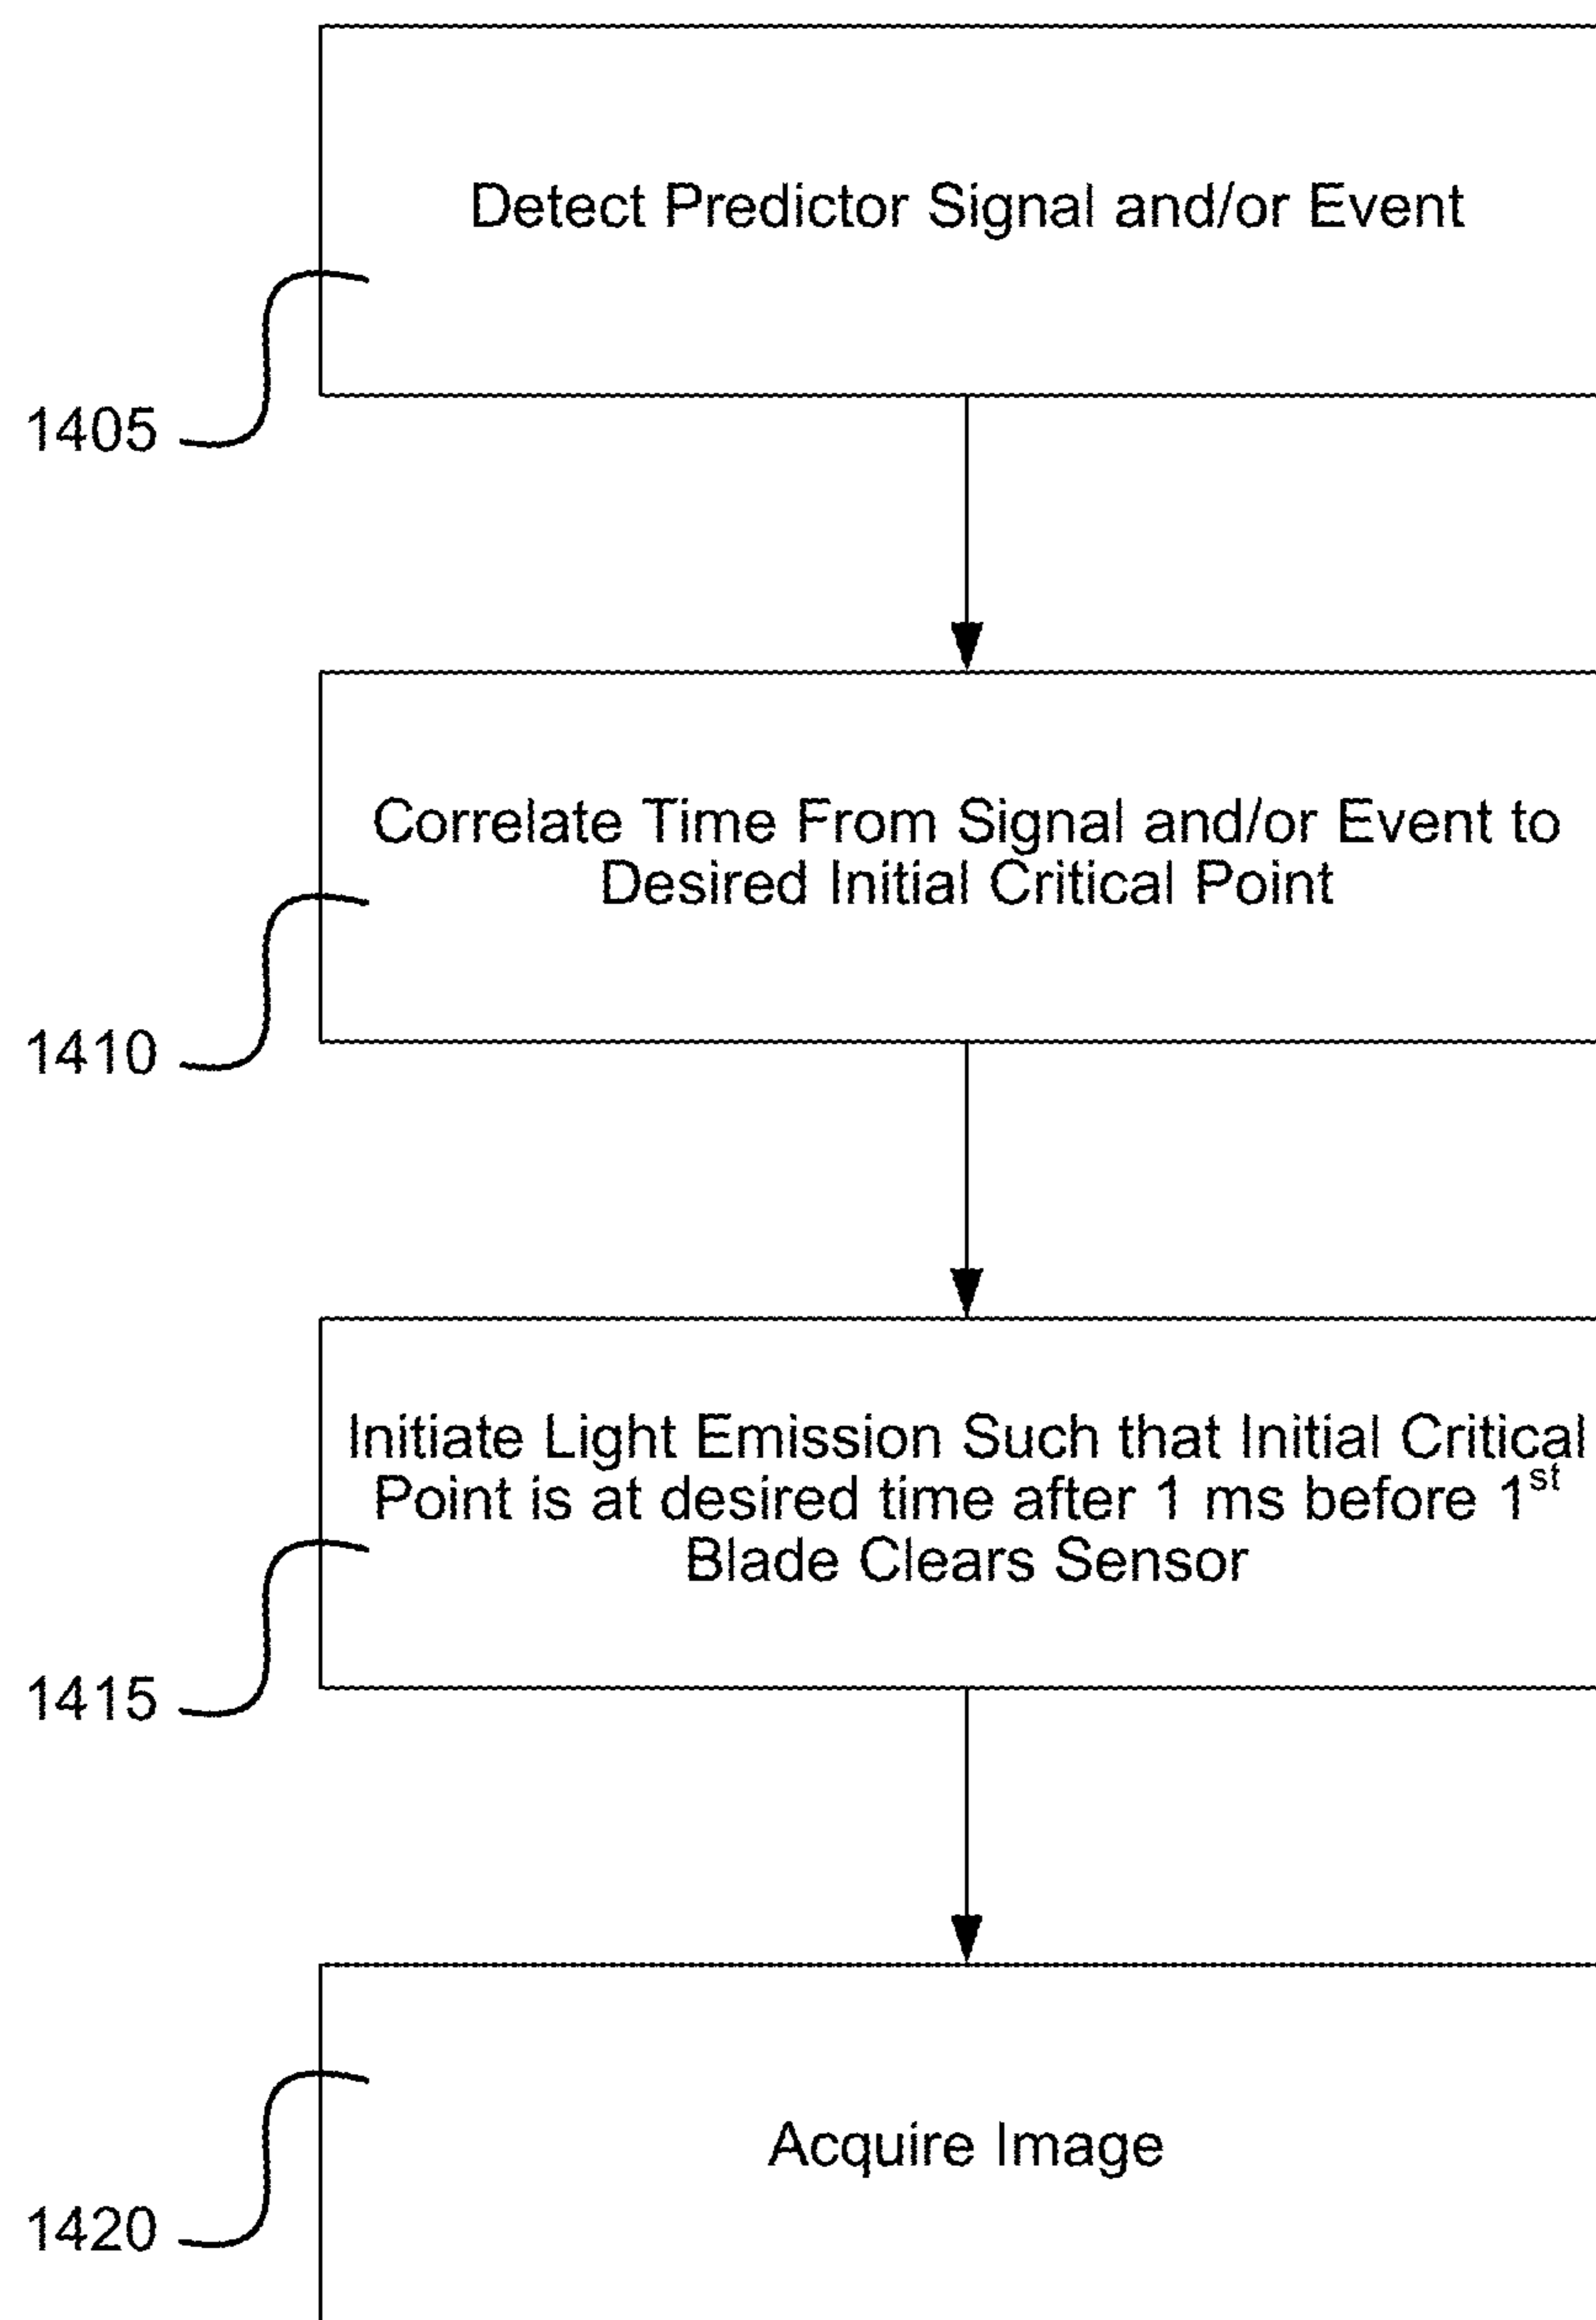 Detect Predictor Signal and/or Event
1405
Correlate Time From Signal and/or Event to
Desired Initial Critical Point
1410
Initiate Light Emission Such that Initial Critical
Point is at desired time after 1 ms before 1st
Blade Clears Sensor
1415
Acquire Image
1420